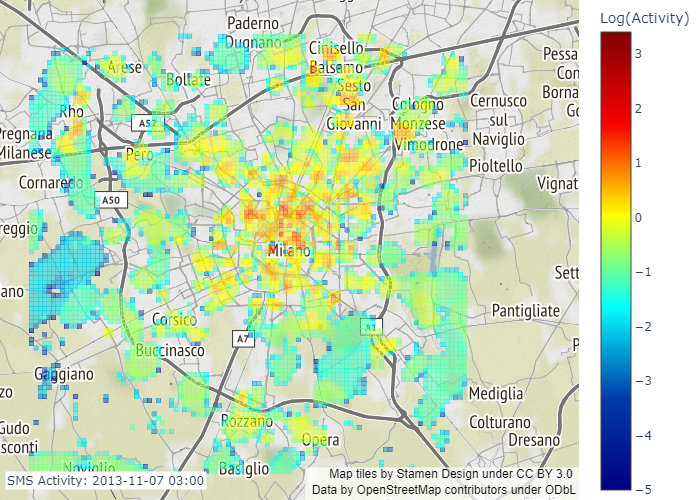 Log(Activity)
3
2
1
0
−1
−2
−3
−4
−5
Paderno
Dugnano
Cinisello
Balsamo
Arese
Bollate
Sesto
San
Giovanni
Cologno
Monzese
Cernusco
sul
Naviglio
Pessa
Con
Borna
Rho
A52
Pregnana
Milanese
Pero
Vimodrone
Pioltello
Cornaredo
Vignat
A50
reggio
Milano
Sett
ano
Pantigliate
Corsico
A7
A1
Buccinasco
Gaggiano
Mediglia
Rozzano
Opera
Colturano
Dresano
Gudo
sconti
Noviglio
Basiglio
SMS Activity: 2013-11-07 03:00
Map tiles by Stamen Design under CC BY 3.0
Data by OpenStreetMap contributors under ODbL